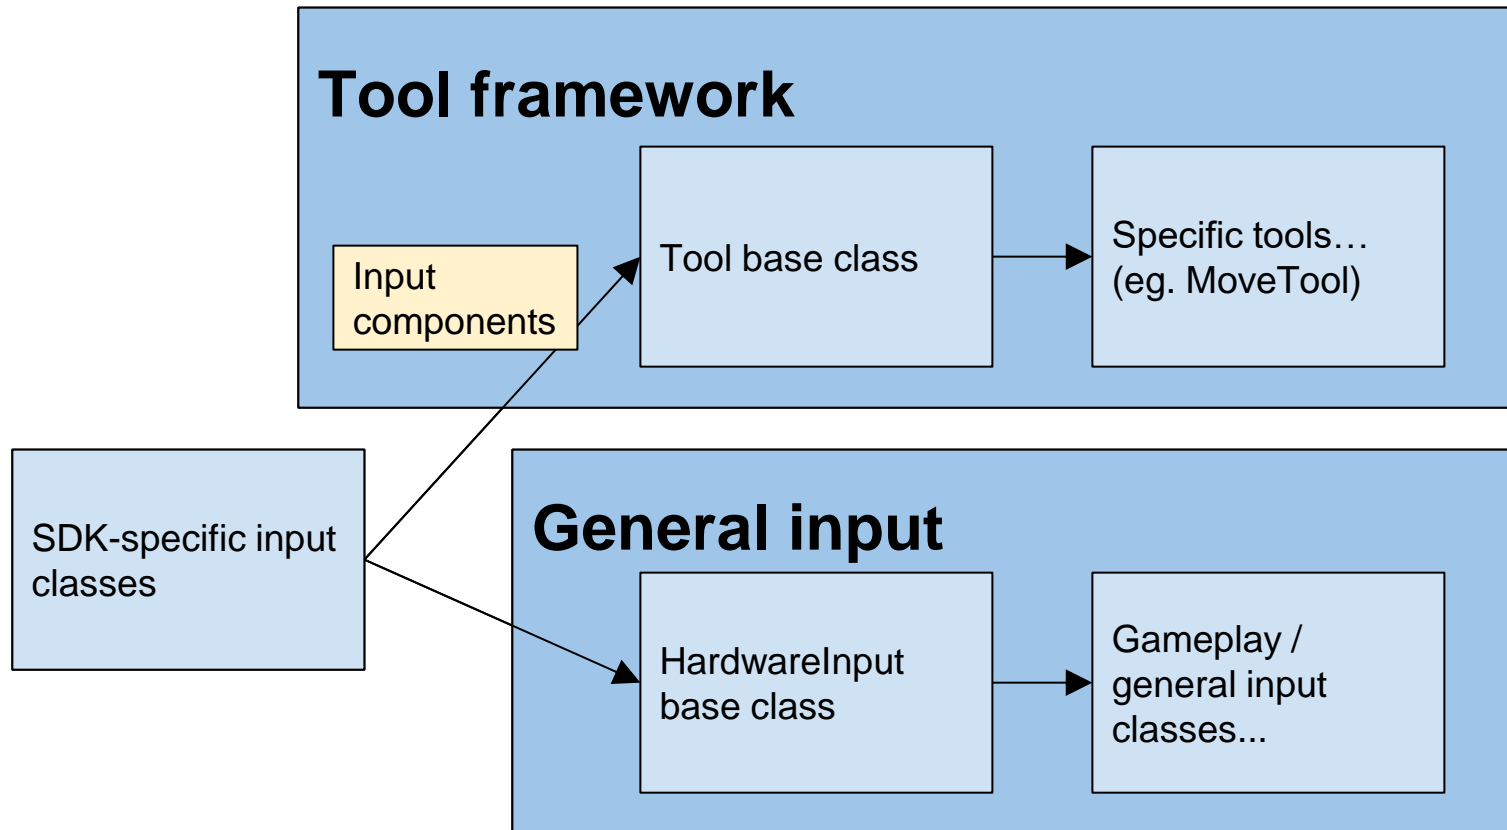 Tool framework
Tool base class
Specific tools…
(eg. MoveTool)
Input
components
SDK-specific input
classes
General input
HardwareInput
base class
Gameplay /
general input
classes...